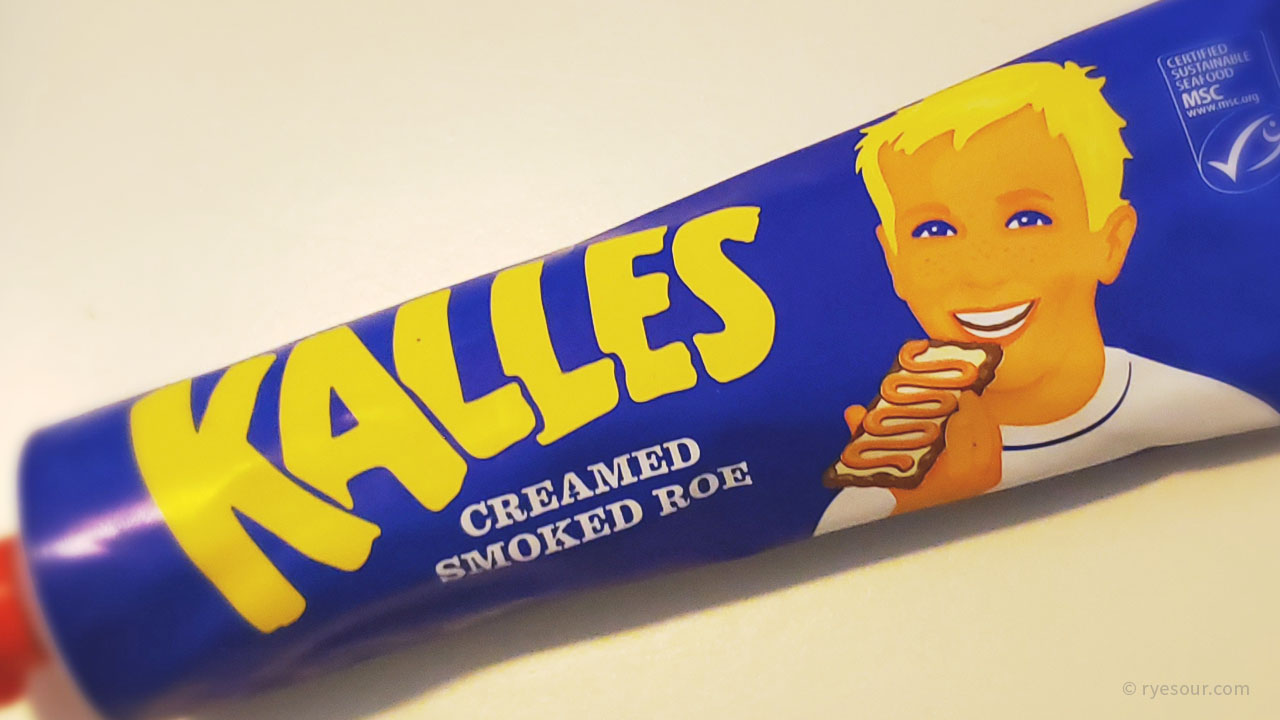 KALLES
CREAMED
SMOKED ROE
CERTIFIED
SUSTAINABLE
SEAFOOD
MSC
www.msc.org
© ryesour.com